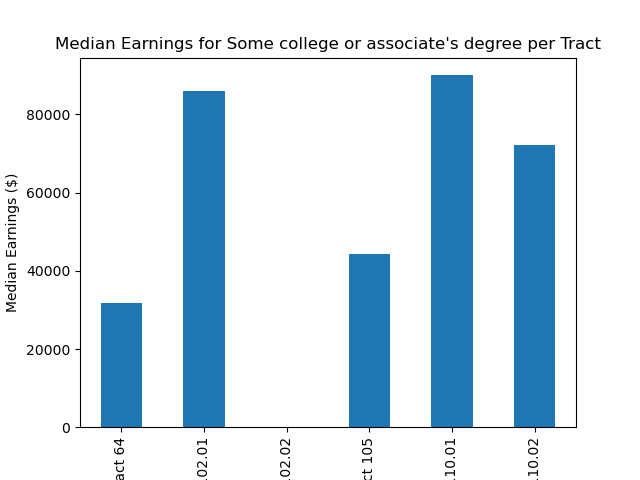 Median Earnings for Some college or associate's degree per Tract
Median Earnings ($)
80000
60000
40000
20000
0
act 64
.02.01
.02.02
ct 105
.10.01
.10.02